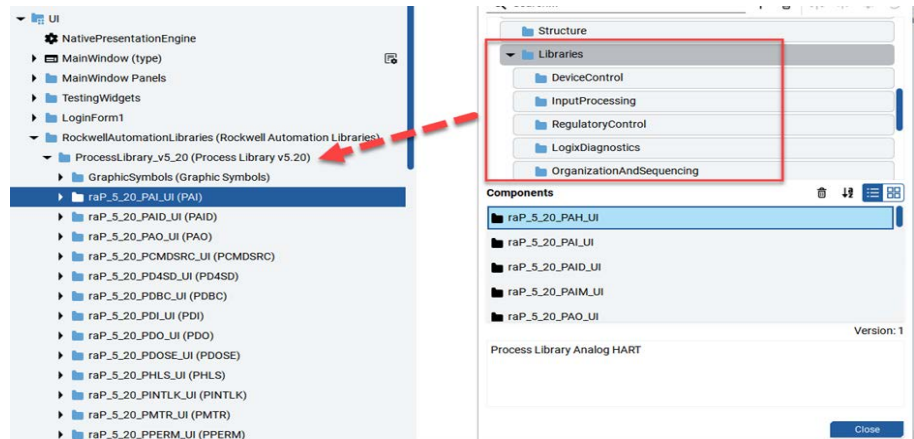 UI
NativePresentationEngine
MainWindow (type)
MainWindow Panels
TestingWidgets
LoginForm1
RockwellAutomationLibraries (Rockwell Automation Libraries)
ProcessLibrary_v5_20 (Process Library v5.20)
GraphicSymbols (Graphic Symbols)
raP_5_20_PAI_UI (PAI)
raP_5_20_PAID_UI (PAID)
raP_5_20_PAO_UI (PAO)
raP_5_20_PCMDSRC_UI (PCMDSRC)
raP_5_20_PD4SD_UI (PD4SD)
raP_5_20_PDBC_UI (PDBC)
raP_5_20_PDI_UI (PDI)
raP_5_20_PDO_UI (PDO)
raP_5_20_PDOSE_UI (PDOSE)
raP_5_20_PHLS_UI (PHLS)
raP_5_20_PINTLK_UI (PINTLK)
raP_5_20_PMTR_UI (PMTR)
raP_5_20_PPERM_UI (PPERM)
Structure
Libraries
DeviceControl
InputProcessing
RegulatoryControl
LogixDiagnostics
OrganizationAndSequencing
Components
raP_5_20_PAH_UI
raP_5_20_PAI_UI
raP_5_20_PAID_UI
raP_5_20_PAIM_UI
raP_5_20_PAO_UI
Version: 1
Process Library Analog HART
Close